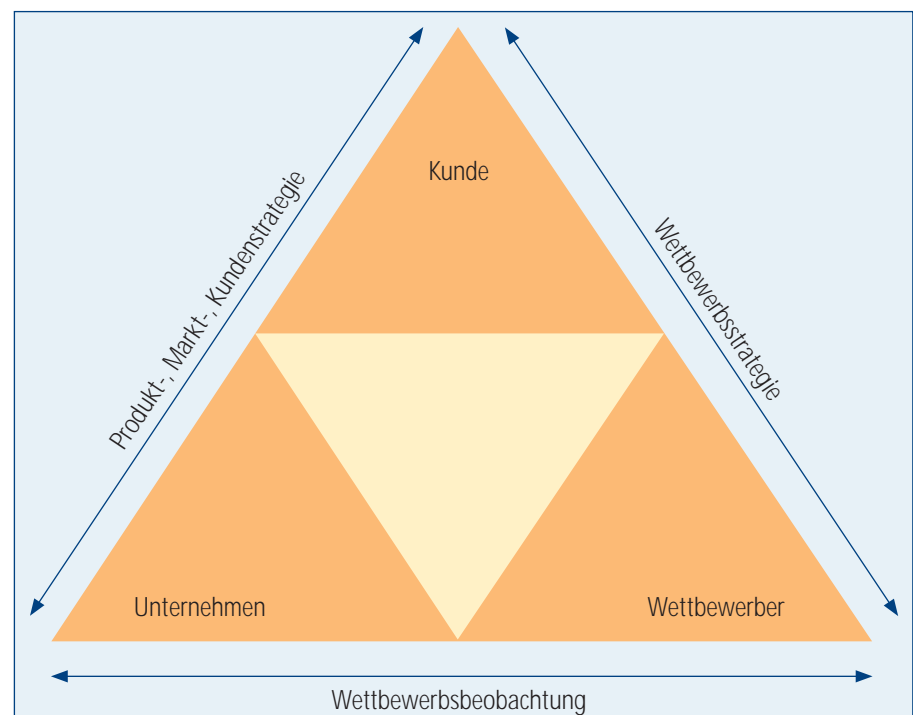 Kunde
Produkt-, Markt-, Kundenstrategie
Wettbewerbsstrategie
Unternehmen
Wettbewerber
Wettbewerbsbeobachtung